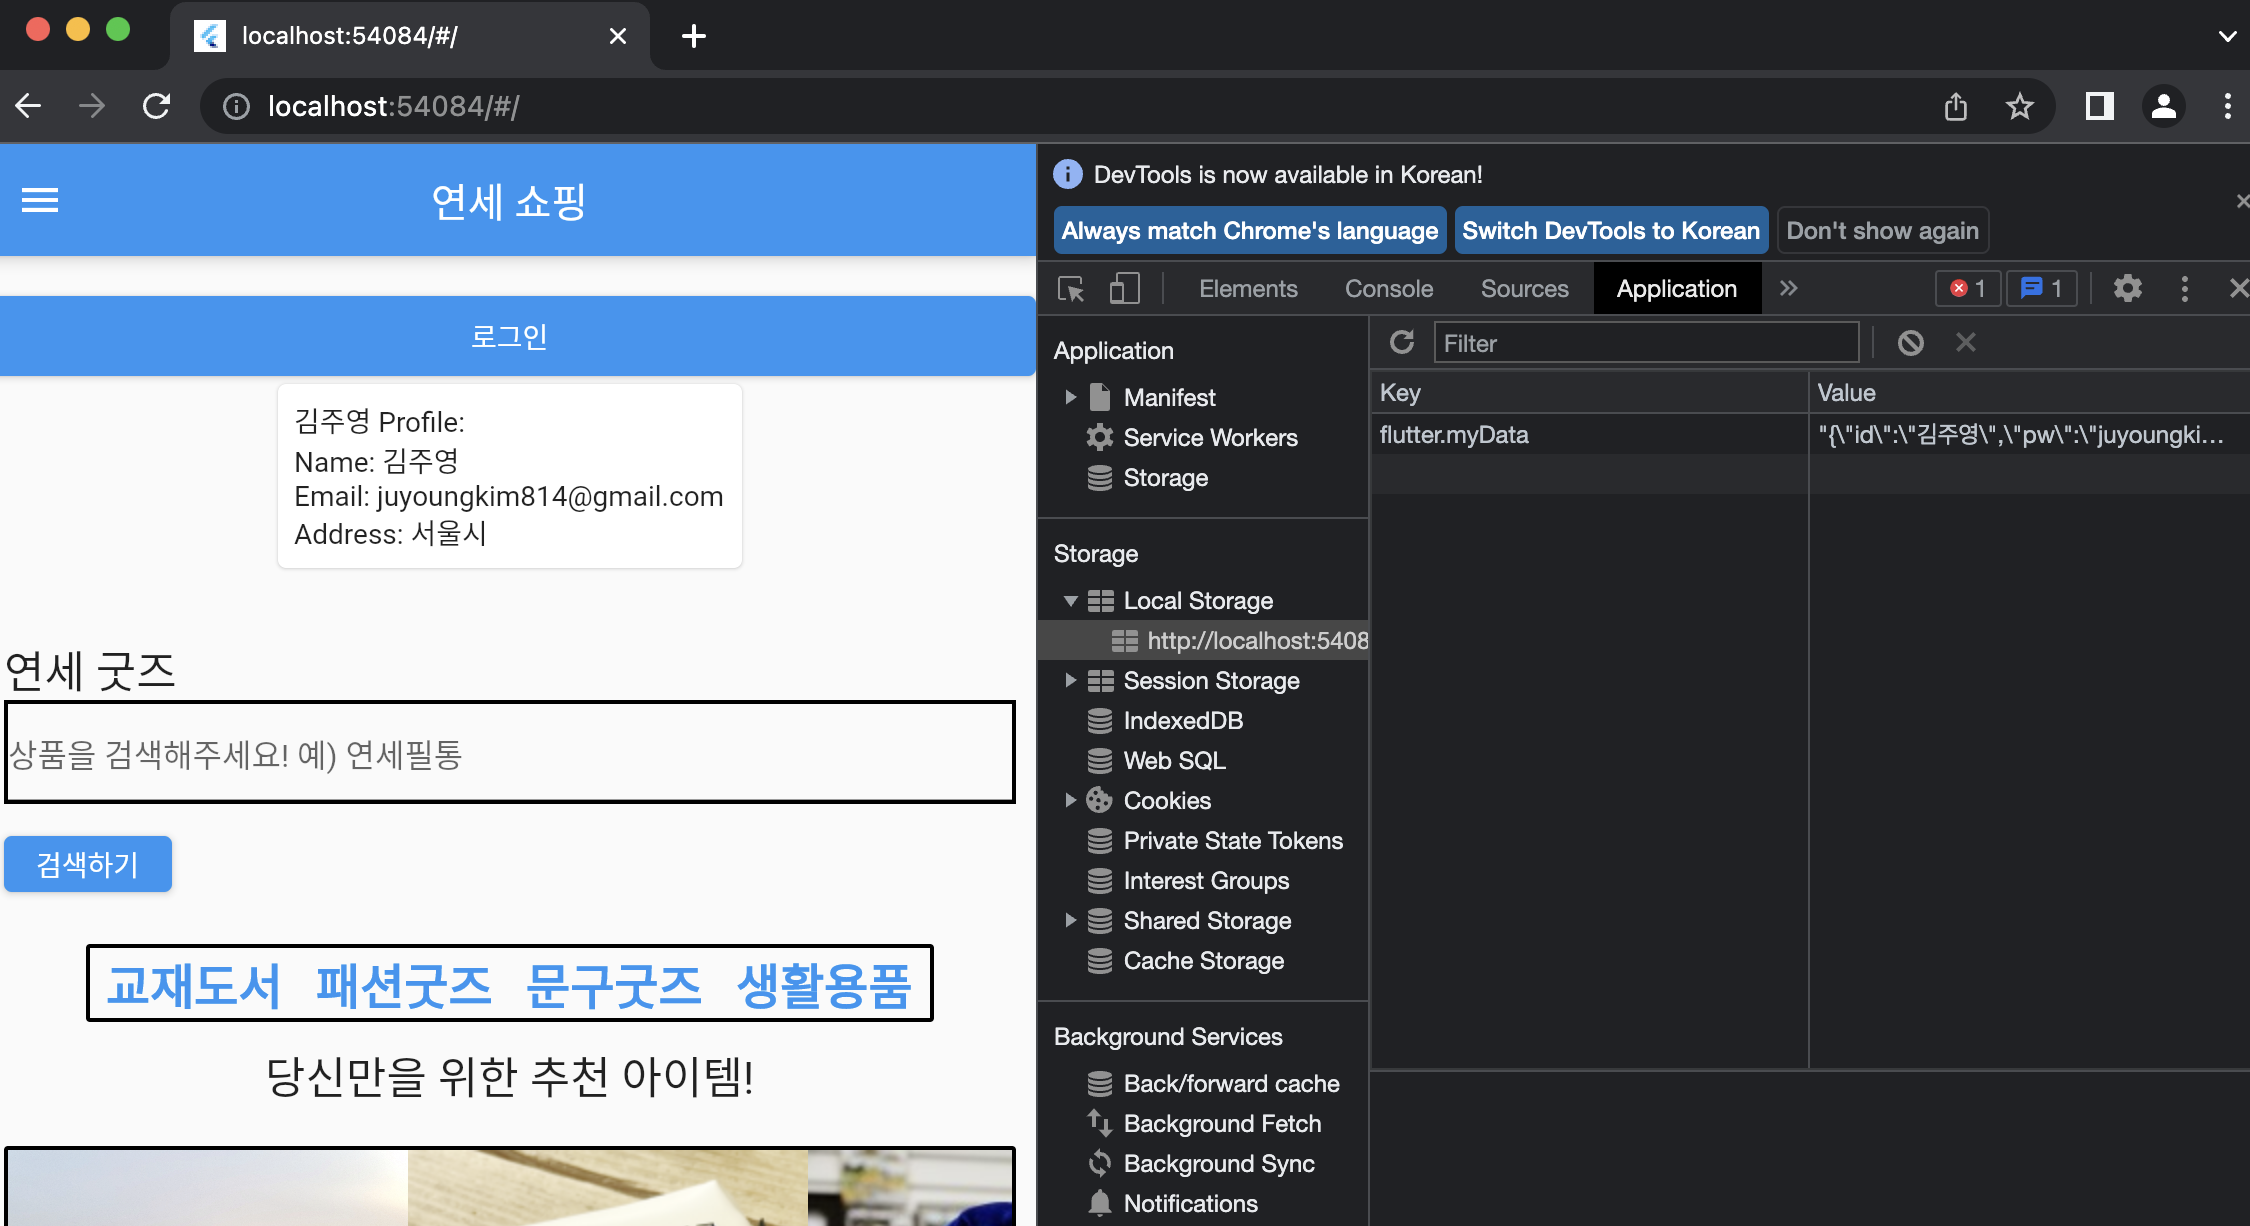 localhost:54084/#/
localhost:54084/#/
연세 쇼핑
로그인
김주영 Profile:
Name: 김주영
Email: juyoungkim814@gmail.com
Address: 서울시
연세 굿즈
상품을 검색해주세요! 예) 연세필통
검색하기
교재도서 패션굿즈 문구굿즈 생활용품
당신만을 위한 추천 아이템!
DevTools is now available in Korean!
Always match Chrome's language
Switch DevTools to Korean
Don't show again
Elements Console Sources Application 1 1
Application
Manifest
Service Workers
Storage
Storage
Local Storage
http://localhost:5408
Session Storage
IndexedDB
Web SQL
Cookies
Private State Tokens
Interest Groups
Shared Storage
Cache Storage
Background Services
Back/forward cache
Background Fetch
Background Sync
Notifications
Filter
Key Value
flutter.myData "{\"id\":\"김주영\",\"pw\":\"juyoungki…